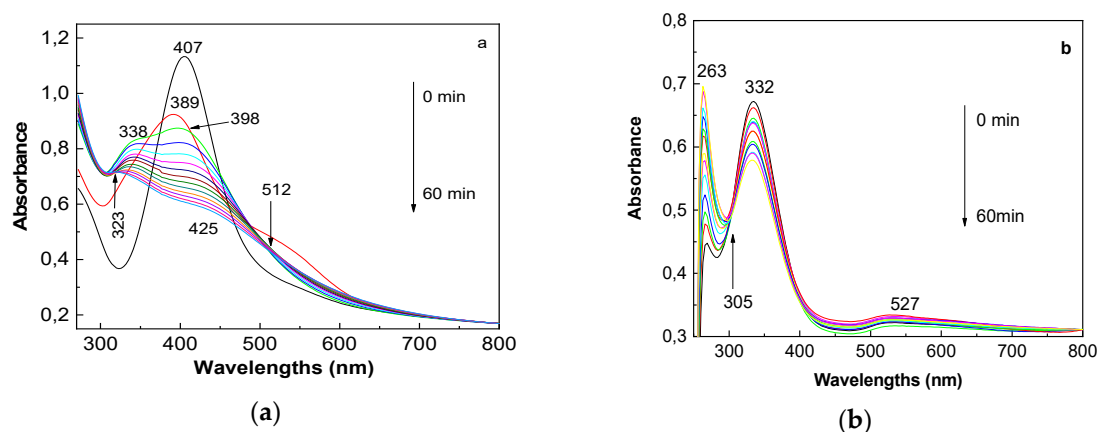 a
1,2
1,0
0,8
0,6
0,4
0,2
Absorbance
407
389
398
338
323
512
425
0 min
60 min
300 400 500 600 700 800
Wavelengths (nm)
(a)
b
0,8
0,7
0,6
0,5
0,4
0,3
Absorbance
263
332
305
527
0 min
60min
300 400 500 600 700 800
Wavelengths (nm)
(b)